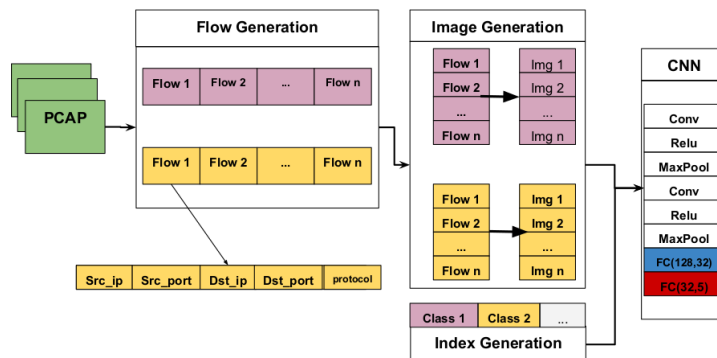 Flow Generation
Image Generation
CNN
PCAP
Flow 1 Flow 2 ... Flow n
Flow 1 Flow 2 ... Flow n
Src_ip Src_port Dst_ip Dst_port protocol
Flow 1 Img 1
Flow 2 Img 2
... ...
Flow n Img n
Flow 1 Img 1
Flow 2 Img 2
... ...
Flow n Img n
Class 1 Class 2 ...
Index Generation
Conv
Relu
MaxPool
Conv
Relu
MaxPool
FC(128,32)
FC(32,5)